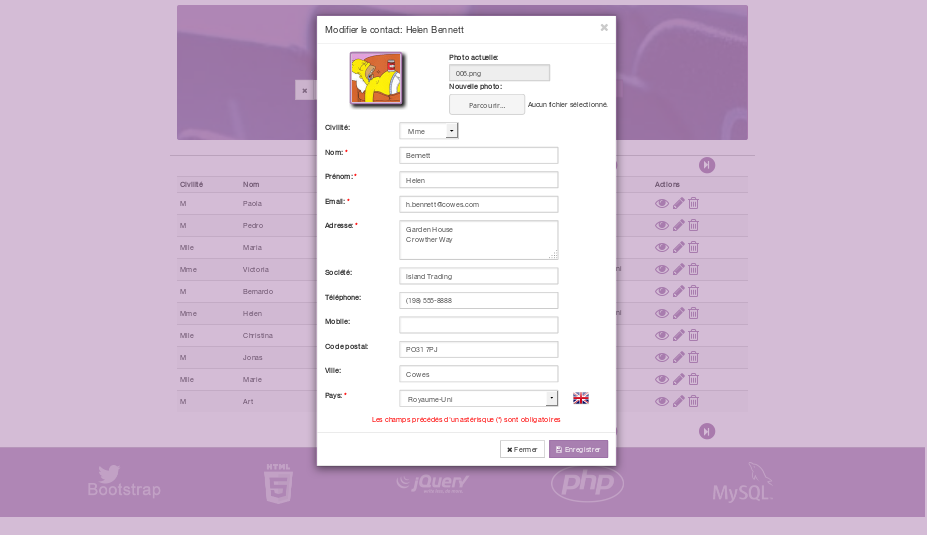 Modifier le contact: Helen Bennett
Photo actuelle:
006.png
Nouvelle photo:
Parcourir... Aucun fichier sélectionné.
Civilité: Mme
Nom: * Bennett
Prénom: * Helen
Email: * h.bennett@cowes.com
Adresse: * Garden House
Crowther Way
Société: Island Trading
Téléphone: (198) 555-8888
Mobile:
Code postal: PO31 7PJ
Ville: Cowes
Pays: * Royaume-Uni
Les champs précédés d'un astérisque (*) sont obligatoires
Fermer Enregistrer
Civilité Nom Actions
M Paola
M Pedro
Mlle Maria
Mme Victoria
M Bernardo
Mme Helen
Mlle Christina
M Jonas
Mlle Marie
M Art
Bootstrap
HTML
5
jQuery
php
MySQL